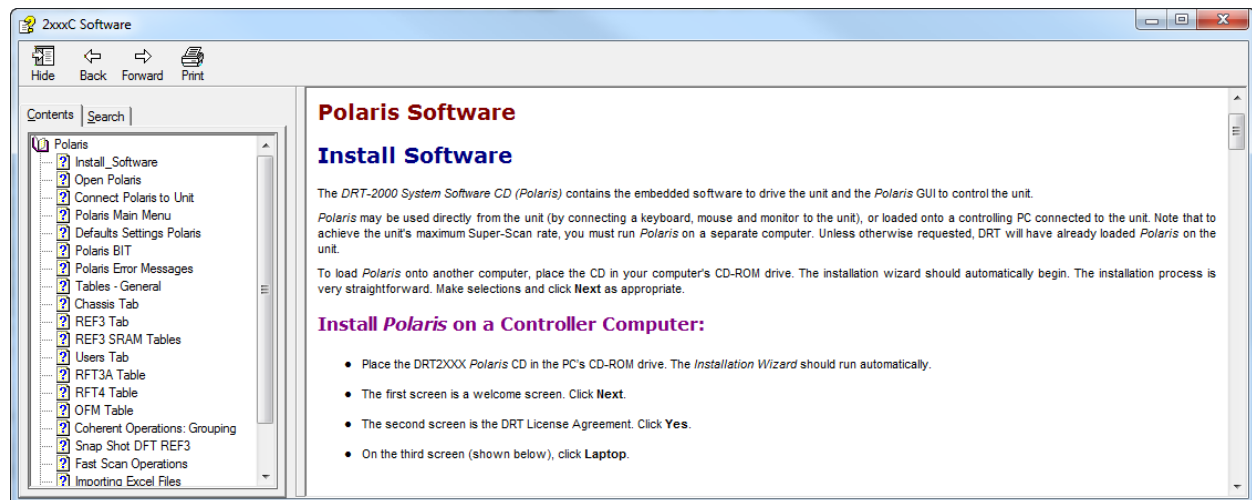 2xxxC Software
Hide Back Forward Print
Contents Search
Polaris
Install_Software
Open Polaris
Connect Polaris to Unit
Polaris Main Menu
Defaults Settings Polaris
Polaris BIT
Polaris Error Messages
Tables - General
Chassis Tab
REF3 Tab
REF3 SRAM Tables
Users Tab
RFT3A Table
RFT4 Table
OFM Table
Coherent Operations: Grouping
Snap Shot DFT REF3
Fast Scan Operations
Importing Excel Files
Polaris Software
Install Software
The DRT-2000 System Software CD (Polaris) contains the embedded software to drive the unit and the Polaris GUI to control the unit.
Polaris may be used directly from the unit (by connecting a keyboard, mouse and monitor to the unit), or loaded onto a controlling PC connected to the unit. Note that to
achieve the unit's maximum Super-Scan rate, you must run Polaris on a separate computer. Unless otherwise requested, DRT will have already loaded Polaris on the
unit.
To load Polaris onto another computer, place the CD in your computer's CD-ROM drive. The installation wizard should automatically begin. The installation process is
very straightforward. Make selections and click Next as appropriate.
Install Polaris on a Controller Computer:
• Place the DRT2XXX Polaris CD in the PC's CD-ROM drive. The Installation Wizard should run automatically.
• The first screen is a welcome screen. Click Next.
• The second screen is the DRT License Agreement. Click Yes.
• On the third screen (shown below), click Laptop.